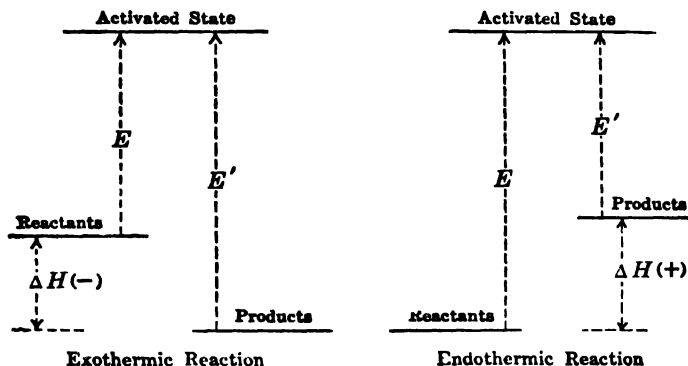 Activated State
E
E'
Reactants
ΔH(−)
Products
Exothermic Reaction
Activated State
E'
E
Products
ΔH(+)
Reactants
Endothermic Reaction